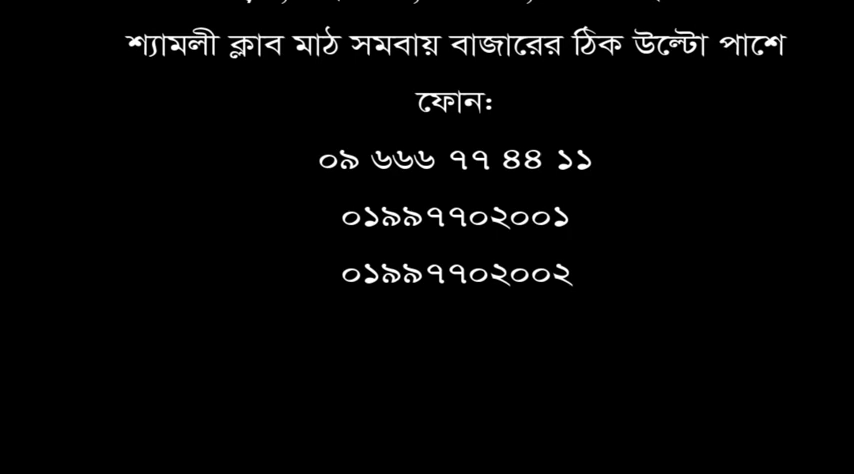 শ্যামলী ক্লাব মাঠ সমবায় বাজারের ঠিক উল্টো পাশে
ফোন:
০৯ ৬৬৬ ৭৭ ৪৪ ১১
০১৯৯৭৭০২০০১
০১৯৯৭৭০২০০২